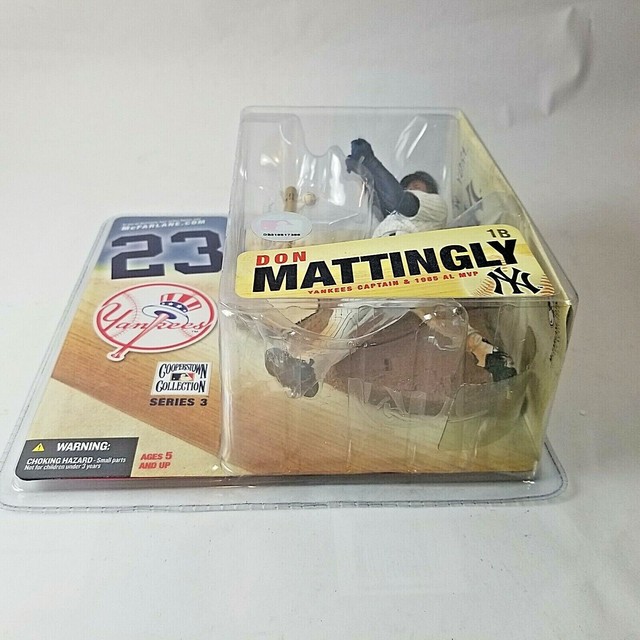 McFARLANE.COM
23
Yankees
COOPERSTOWN
COLLECTION
SERIES 3
WARNING:
CHOKING HAZARD - Small parts
Not for children under 3 years
AGES 5
AND UP
1B
DON
MATTINGLY
YANKEES CAPTAIN & 1985 AL MVP
NY